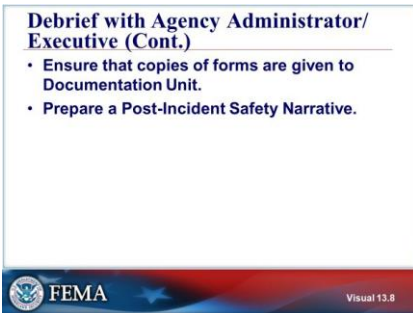 Debrief with Agency Administrator/
Executive (Cont.)
• Ensure that copies of forms are given to
Documentation Unit.
• Prepare a Post-Incident Safety Narrative.
FEMA
Visual 13.8